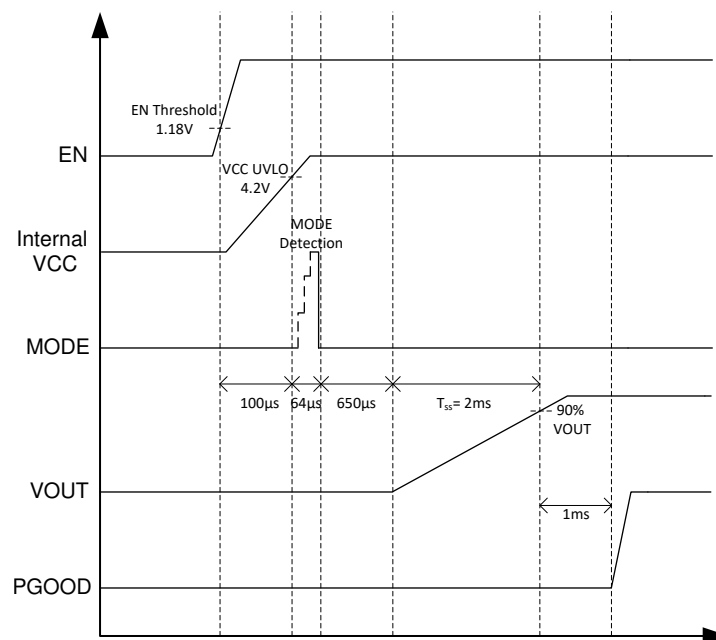 EN Threshold
1.18V
EN
VCC UVLO
4.2V
Internal
VCC
MODE
Detection
MODE
100µs
64µs
650µs
Tss= 2ms
90%
VOUT
VOUT
1ms
PGOOD